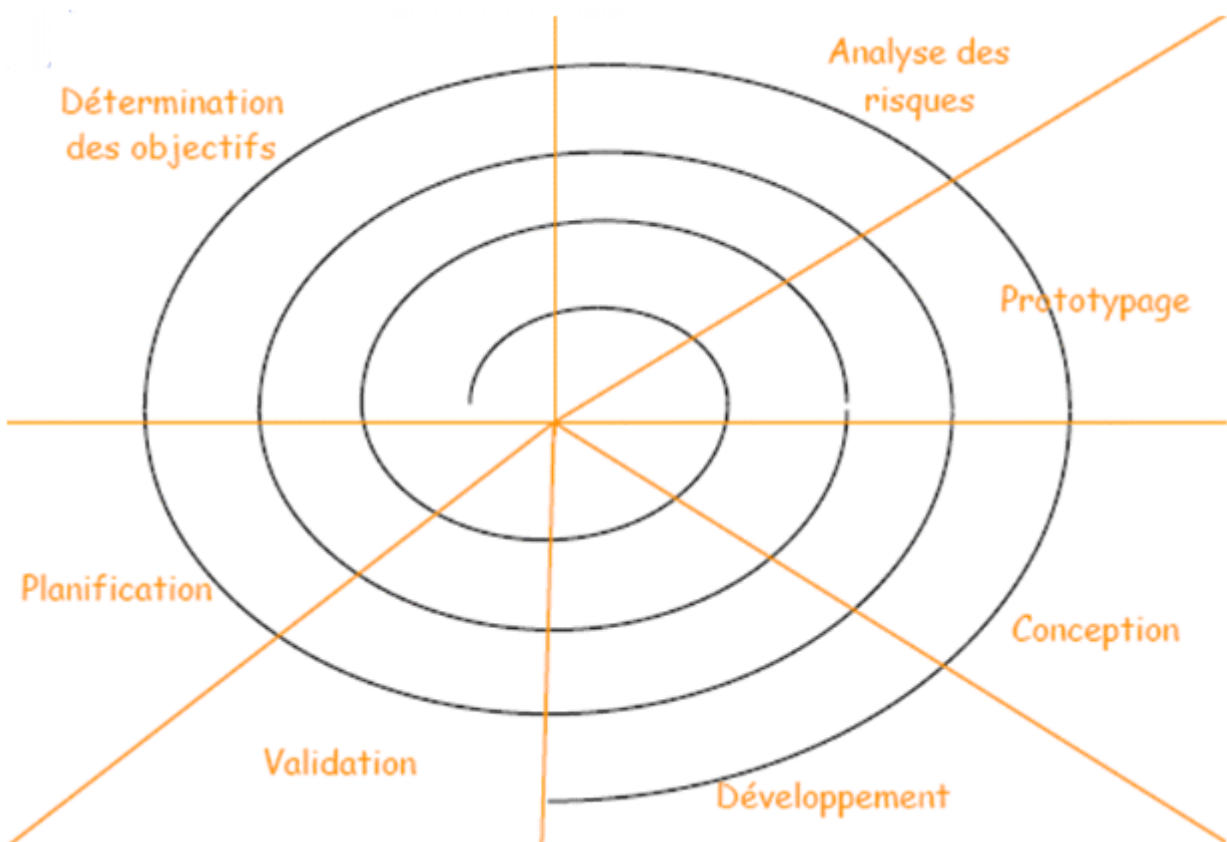 Détermination
des objectifs
Analyse des
risques
Prototypage
Conception
Développement
Validation
Planification